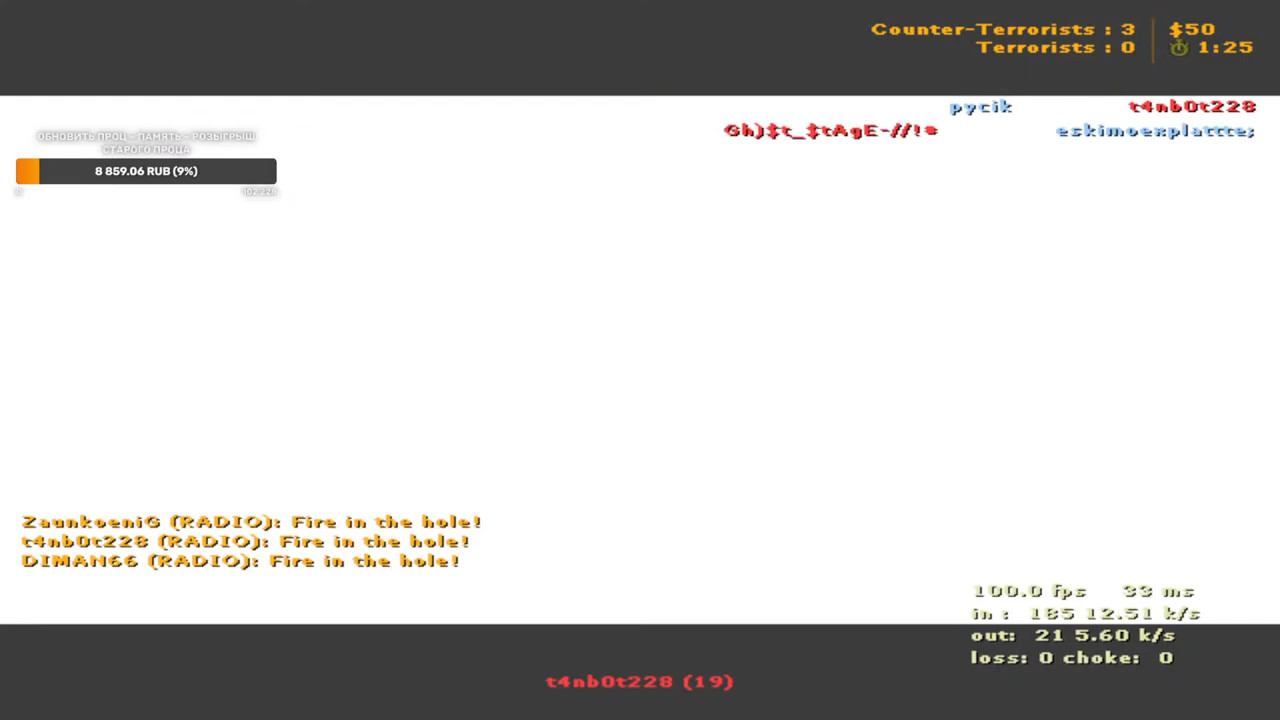 Counter-Terrorists : 3 $50
Terrorists : 0 1:25
pycik t4nb0t228
Gh)$t_$tAgE-//!* eskimoexplattte;
ОБНОВИТЬ ПРОЦ - ПАМЯТЬ - РОЗЫГРЫШ
СТАРОГО ПРОЦА
8 859.06 RUB (9%)
0
ZaunkoeniG (RADIO): Fire in the hole!
t4nb0t228 (RADIO): Fire in the hole!
DIMAN66 (RADIO): Fire in the hole!
100.0 fps 33 ms
in : 185 12.51 k/s
out: 21 5.60 k/s
loss: 0 choke: 0
t4nb0t228 (19)